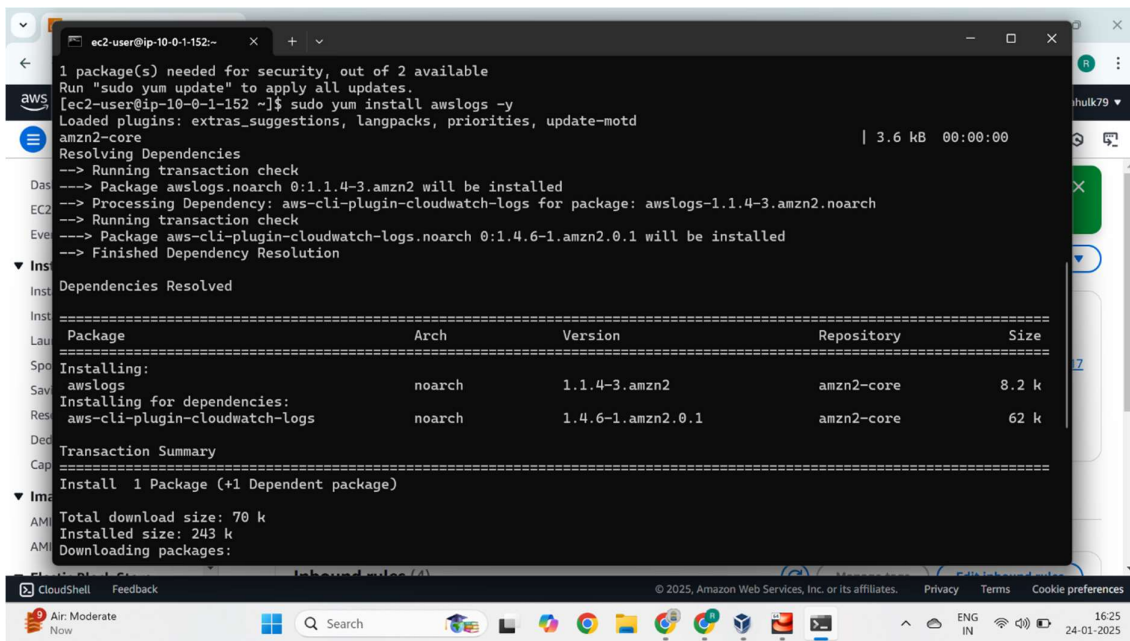 ec2-user@ip-10-0-1-152:~
1 package(s) needed for security, out of 2 available
Run "sudo yum update" to apply all updates.
[ec2-user@ip-10-0-1-152 ~]$ sudo yum install awslogs -y
Loaded plugins: extras_suggestions, langpacks, priorities, update-motd
amzn2-core | 3.6 kB 00:00:00
Resolving Dependencies
--> Running transaction check
---> Package awslogs.noarch 0:1.1.4-3.amzn2 will be installed
--> Processing Dependency: aws-cli-plugin-cloudwatch-logs for package: awslogs-1.1.4-3.amzn2.noarch
--> Running transaction check
---> Package aws-cli-plugin-cloudwatch-logs.noarch 0:1.4.6-1.amzn2.0.1 will be installed
--> Finished Dependency Resolution
Dependencies Resolved
Package Arch Version Repository Size
Installing:
awslogs noarch 1.1.4-3.amzn2 amzn2-core 8.2 k
Installing for dependencies:
aws-cli-plugin-cloudwatch-logs noarch 1.4.6-1.amzn2.0.1 amzn2-core 62 k
Transaction Summary
Install 1 Package (+1 Dependent package)
Total download size: 70 k
Installed size: 243 k
Downloading packages:
aws
R
hulk79
EC2
AMI
AMI
17
CloudShell Feedback © 2025, Amazon Web Services, Inc. or its affiliates. Privacy Terms Cookie preferences
9 Air: Moderate
Now
Search
ENG
IN
16:25
24-01-2025